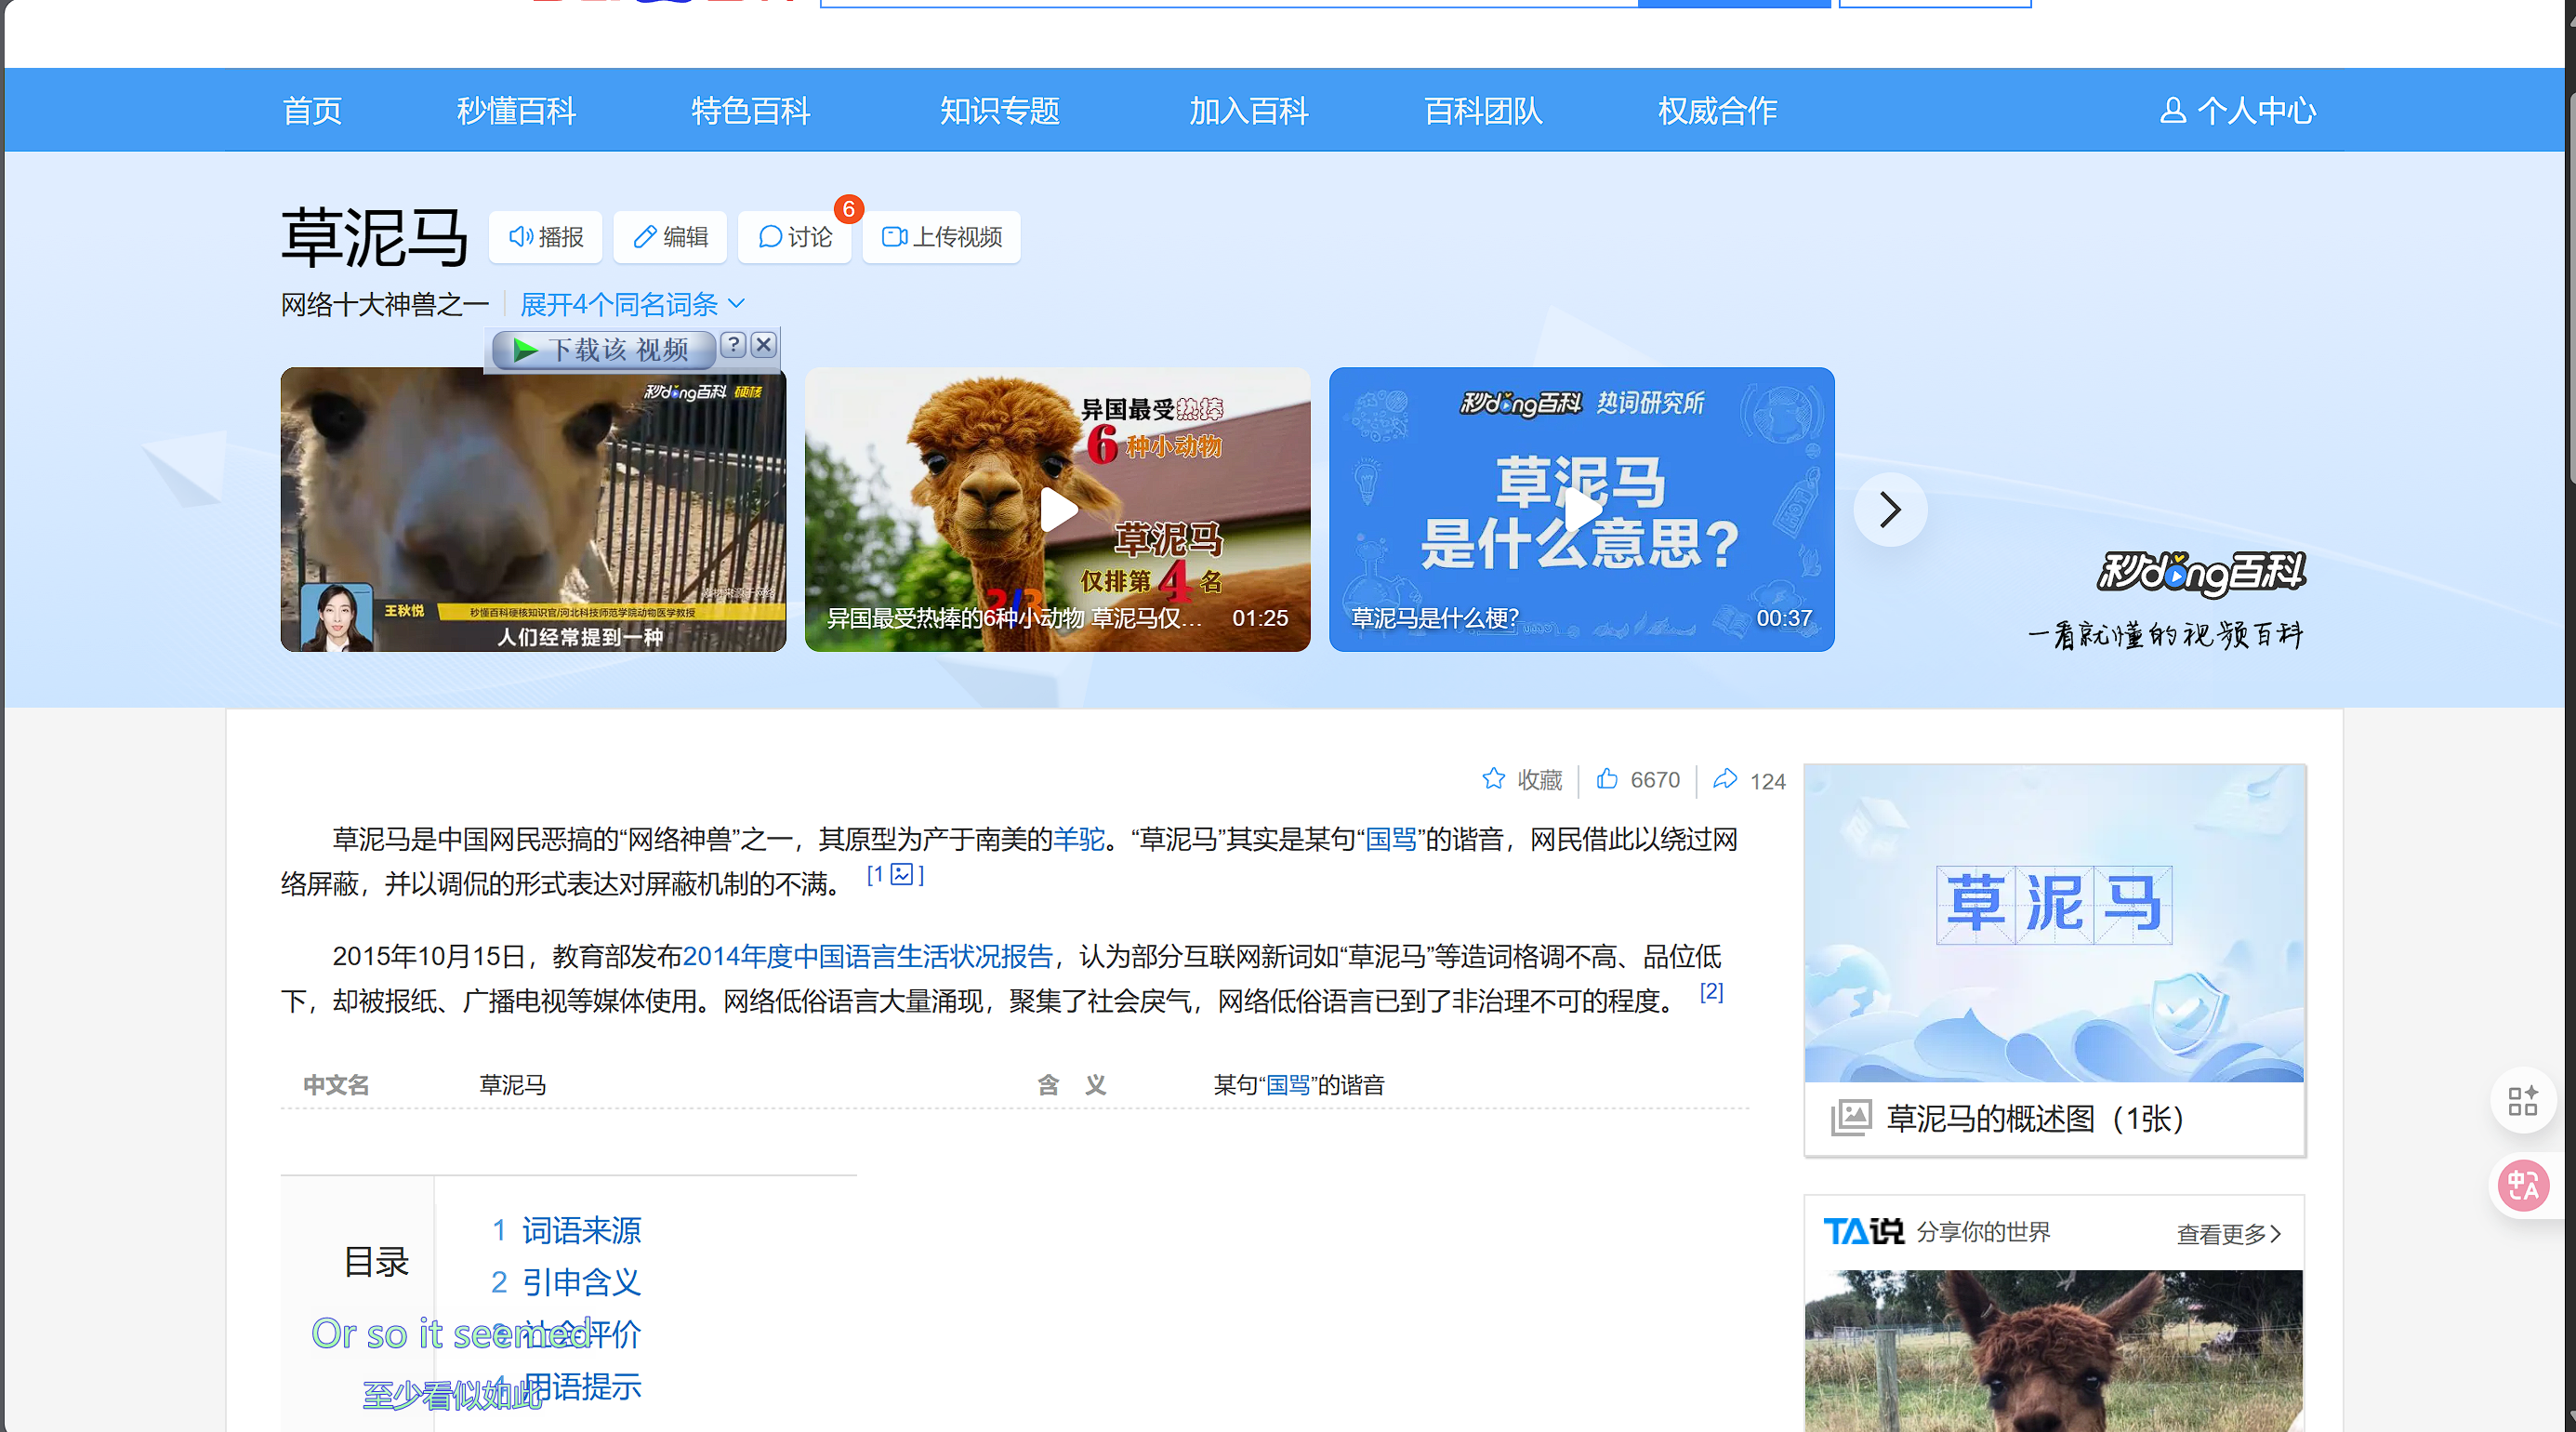 首页 秒懂百科 特色百科 知识专题 加入百科 百科团队 权威合作 个人中心
草泥马 播报 编辑 讨论 6 上传视频
网络十大神兽之一 展开4个同名词条
下载该 视频 ?
秒dong百科 硬核
王秋悦 秒懂百科硬核知识官/河北科技师范学院动物医学教授
人们经常提到一种
异国最受热捧
6种小动物
草泥马
仅排第4名
2/3
异国最受热捧的6种小动物 草泥马仅... 01:25
秒dong百科 热词研究所
草泥马
是什么意思?
草泥马是什么梗? 00:37
秒dong百科
一看就懂的视频百科
收藏 6670 124
草泥马是中国网民恶搞的“网络神兽”之一，其原型为产于南美的羊驼。“草泥马”其实是某句“国骂”的谐音，网民借此以绕过网
络屏蔽，并以调侃的形式表达对屏蔽机制的不满。 [1]
2015年10月15日，教育部发布2014年度中国语言生活状况报告，认为部分互联网新词如“草泥马”等造词格调不高、品位低
下，却被报纸、广播电视等媒体使用。网络低俗语言大量涌现，聚集了社会戾气，网络低俗语言已到了非治理不可的程度。 [2]
中文名 草泥马 含 义 某句“国骂”的谐音
草泥马
草泥马的概述图（1张）
目录
1 词语来源
2 引申含义
3 社会评价
4 用语提示
Or so it seemed
至少看似如此
TA说 分享你的世界 查看更多
中A